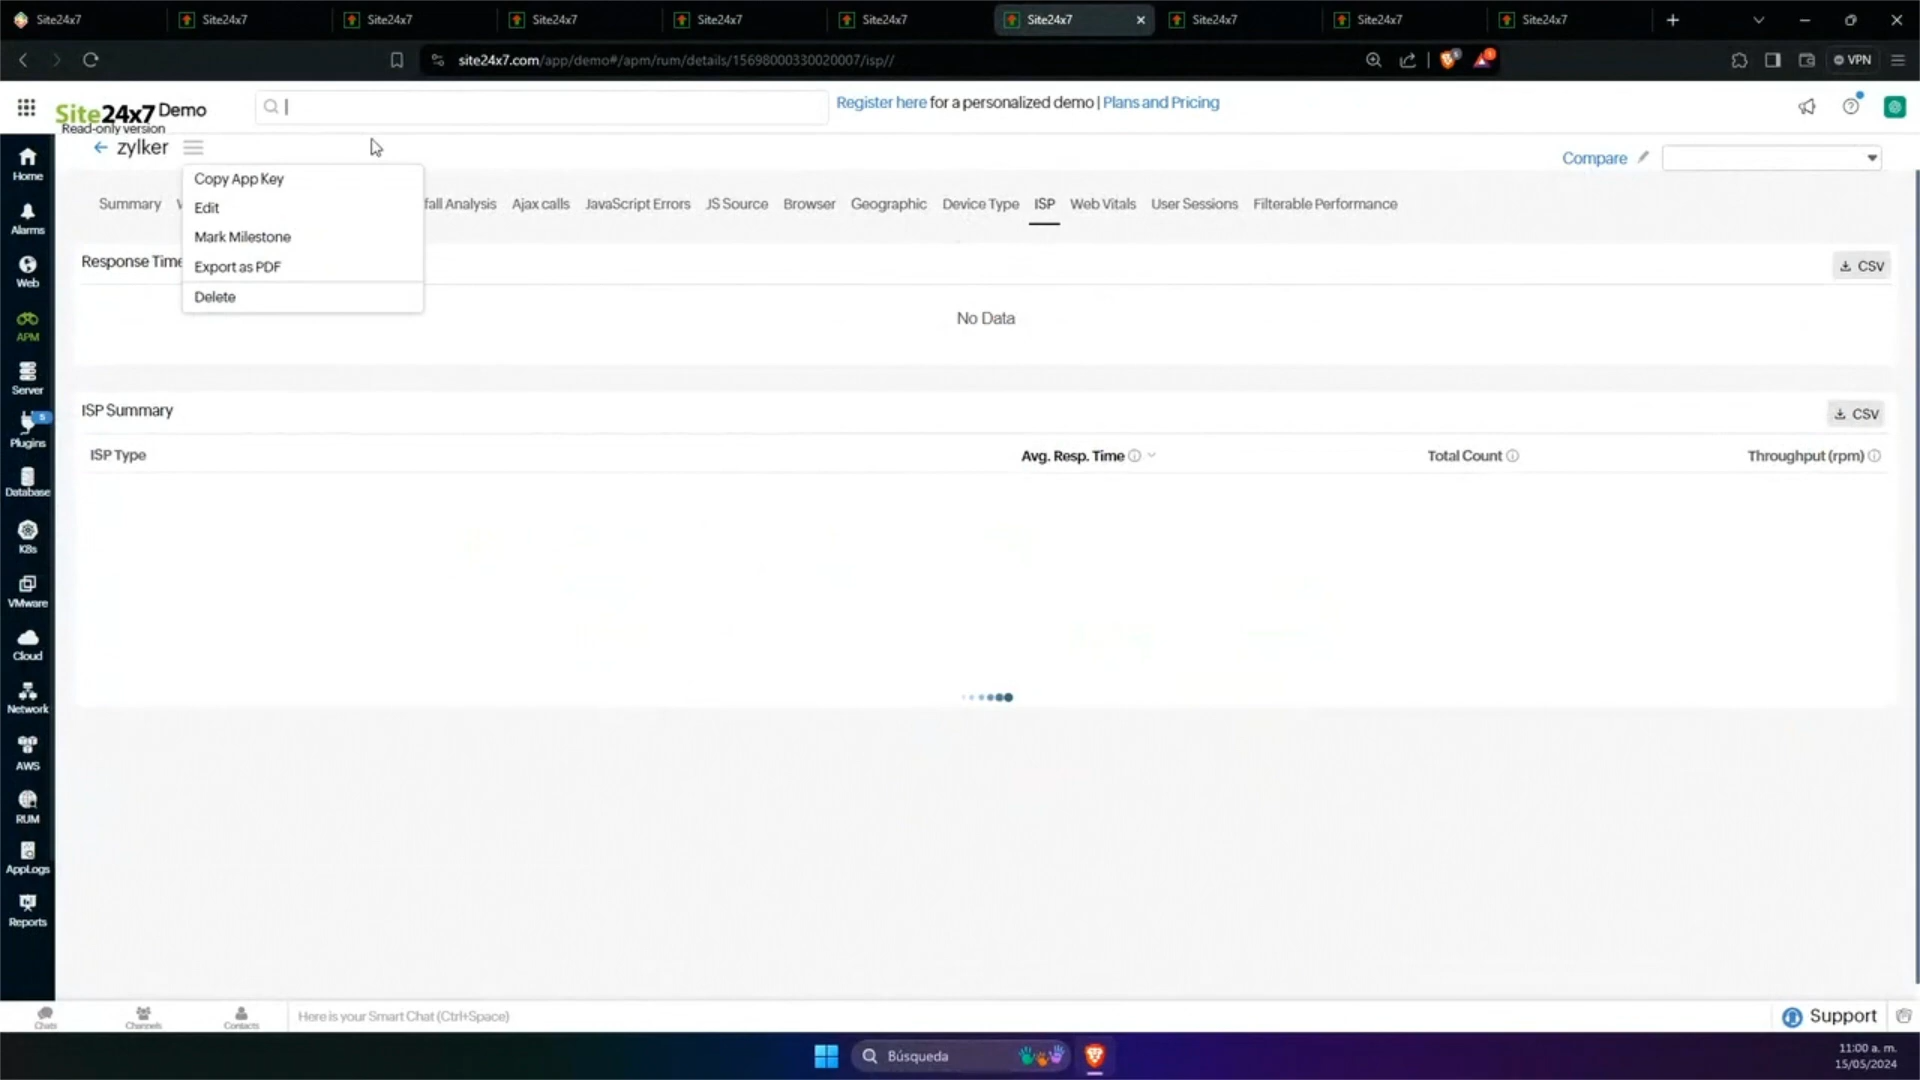 Site24x7 Site24x7 Site24x7 Site24x7 Site24x7 Site24x7 Site24x7 Site24x7 Site24x7 Site24x7
site24x7.com/app/demo#/apm/rum/details/15698000330020007/isp//
VPN
Site24x7 Demo
Read-only version
Register here for a personalized demo | Plans and Pricing
zylker
Compare
Copy App Key
Edit
Mark Milestone
Export as PDF
Delete
Summary fall Analysis Ajax calls JavaScript Errors JS Source Browser Geographic Device Type ISP Web Vitals User Sessions Filterable Performance
Response Time
CSV
No Data
ISP Summary
CSV
ISP Type Avg. Resp. Time Total Count Throughput (rpm)
Home
Alarms
Web
APM
Server
5
Plugins
Database
K8s
VMware
Cloud
Network
AWS
RUM
AppLogs
Reports
Chats Channels Contacts Here is your Smart Chat (Ctrl+Space)
Support
Búsqueda
11:00 a. m.
15/05/2024